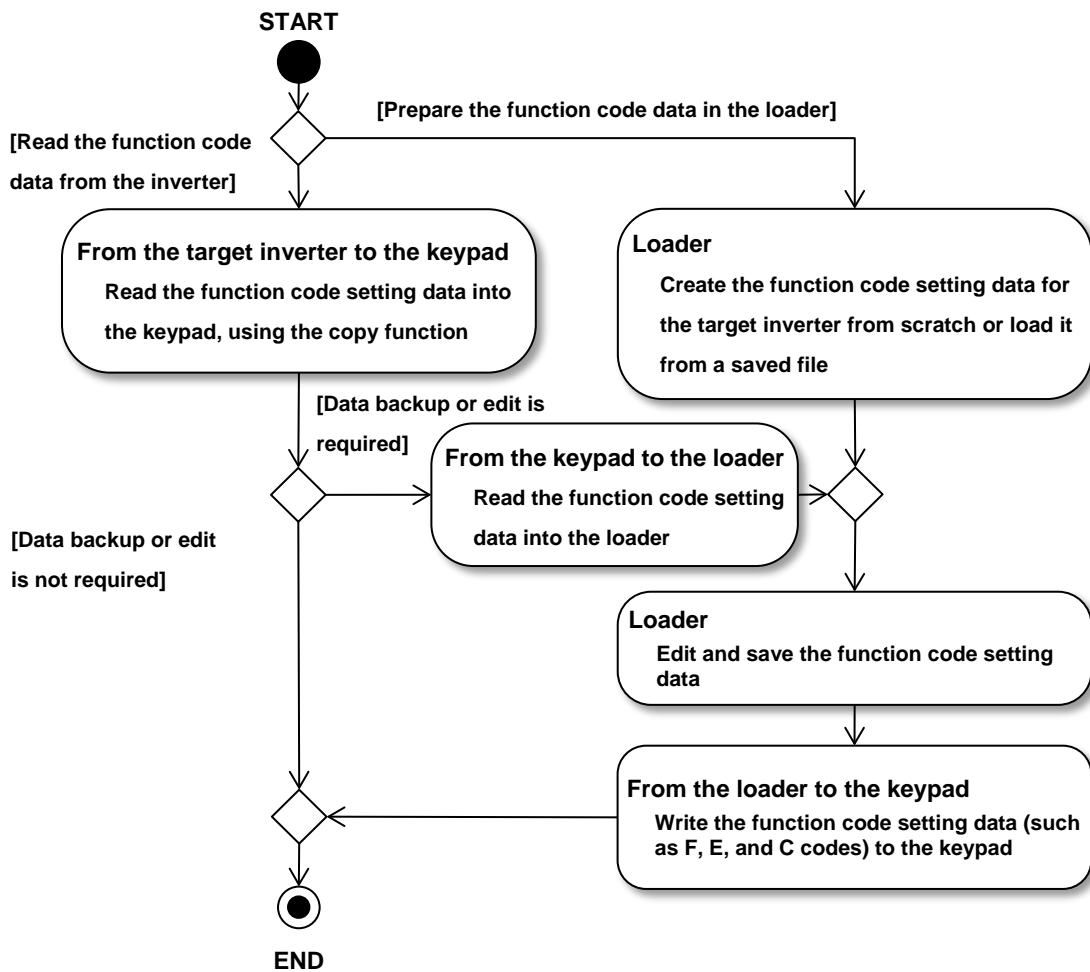 START
[Prepare the function code data in the loader]
[Read the function code
data from the inverter]
From the target inverter to the keypad
Read the function code setting data into
the keypad, using the copy function
Loader
Create the function code setting data for
the target inverter from scratch or load it
from a saved file
[Data backup or edit is
required]
From the keypad to the loader
Read the function code setting
data into the loader
[Data backup or edit
is not required]
Loader
Edit and save the function code setting
data
From the loader to the keypad
Write the function code setting data (such
as F, E, and C codes) to the keypad
END